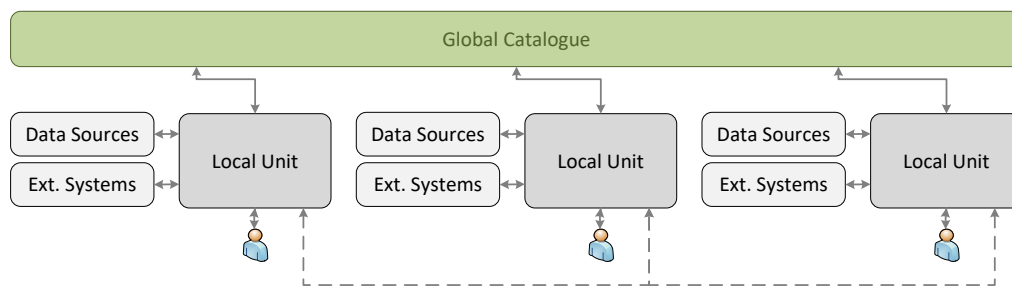 Global Catalogue
Data Sources
Ext. Systems
Local Unit
Data Sources
Ext. Systems
Local Unit
Data Sources
Ext. Systems
Local Unit